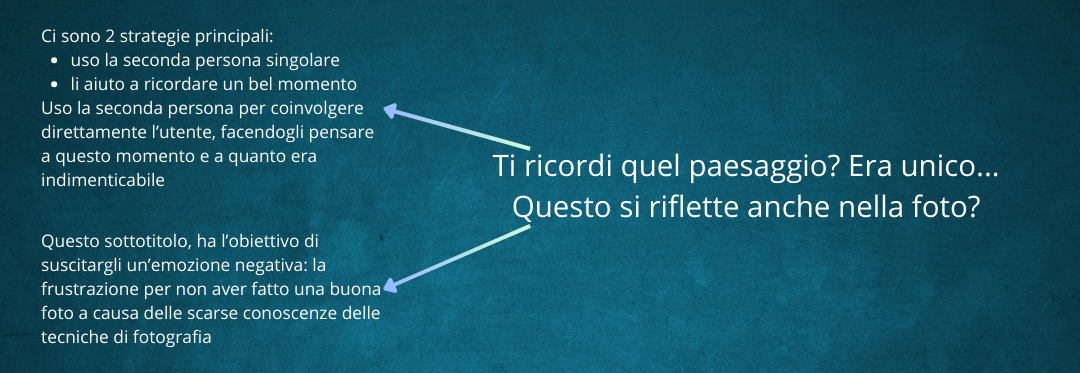 Ci sono 2 strategie principali:
• uso la seconda persona singolare
• li aiuto a ricordare un bel momento
Uso la seconda persona per coinvolgere
direttamente l'utente, facendogli pensare
a questo momento e a quanto era
indimenticabile
Questo sottotitolo, ha l'obiettivo di
suscitargli un'emozione negativa: la
frustrazione per non aver fatto una buona
foto a causa delle scarse conoscenze delle
tecniche di fotografia
Ti ricordi quel paesaggio? Era unico...
Questo si riflette anche nella foto?